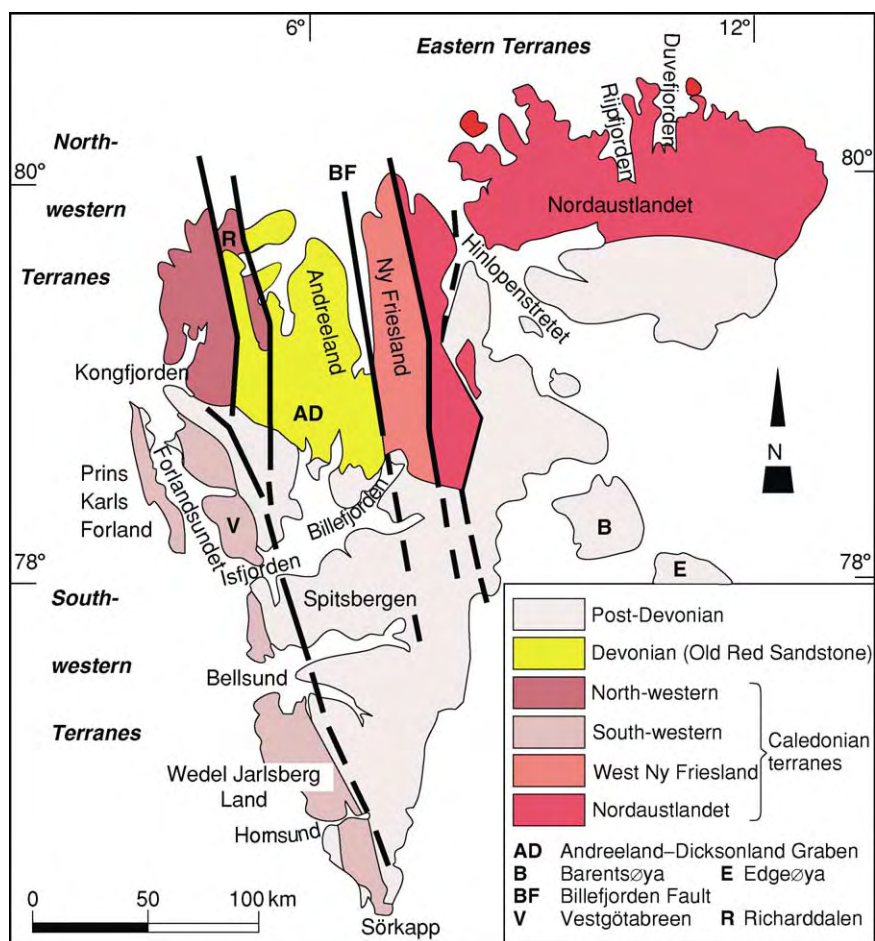 6° 12°
Eastern Terranes
Duvefjorden
Rijpfjorden
North-
80° 80°
BF
western
Nordaustlandet
R
Hinlopenstretet
Terranes
Andreeland
Ny Friesland
Kongfjorden
AD
Prins
Karls
Forland
Forlandsundet
Billefjorden
N
V
B
Isfjorden
78° 78°
E
South-
Spitsbergen
western
Bellsund
Terranes
Wedel Jarlsberg
Land
Hornsund
Sörkapp
0 50 100 km
Post-Devonian
Devonian (Old Red Sandstone)
North-western
South-western
Caledonian
terranes
West Ny Friesland
Nordaustlandet
AD Andreeland–Dicksonland Graben
B Barentsøya E Edgeøya
BF Billefjorden Fault
V Vestgötabreen R Richarddalen